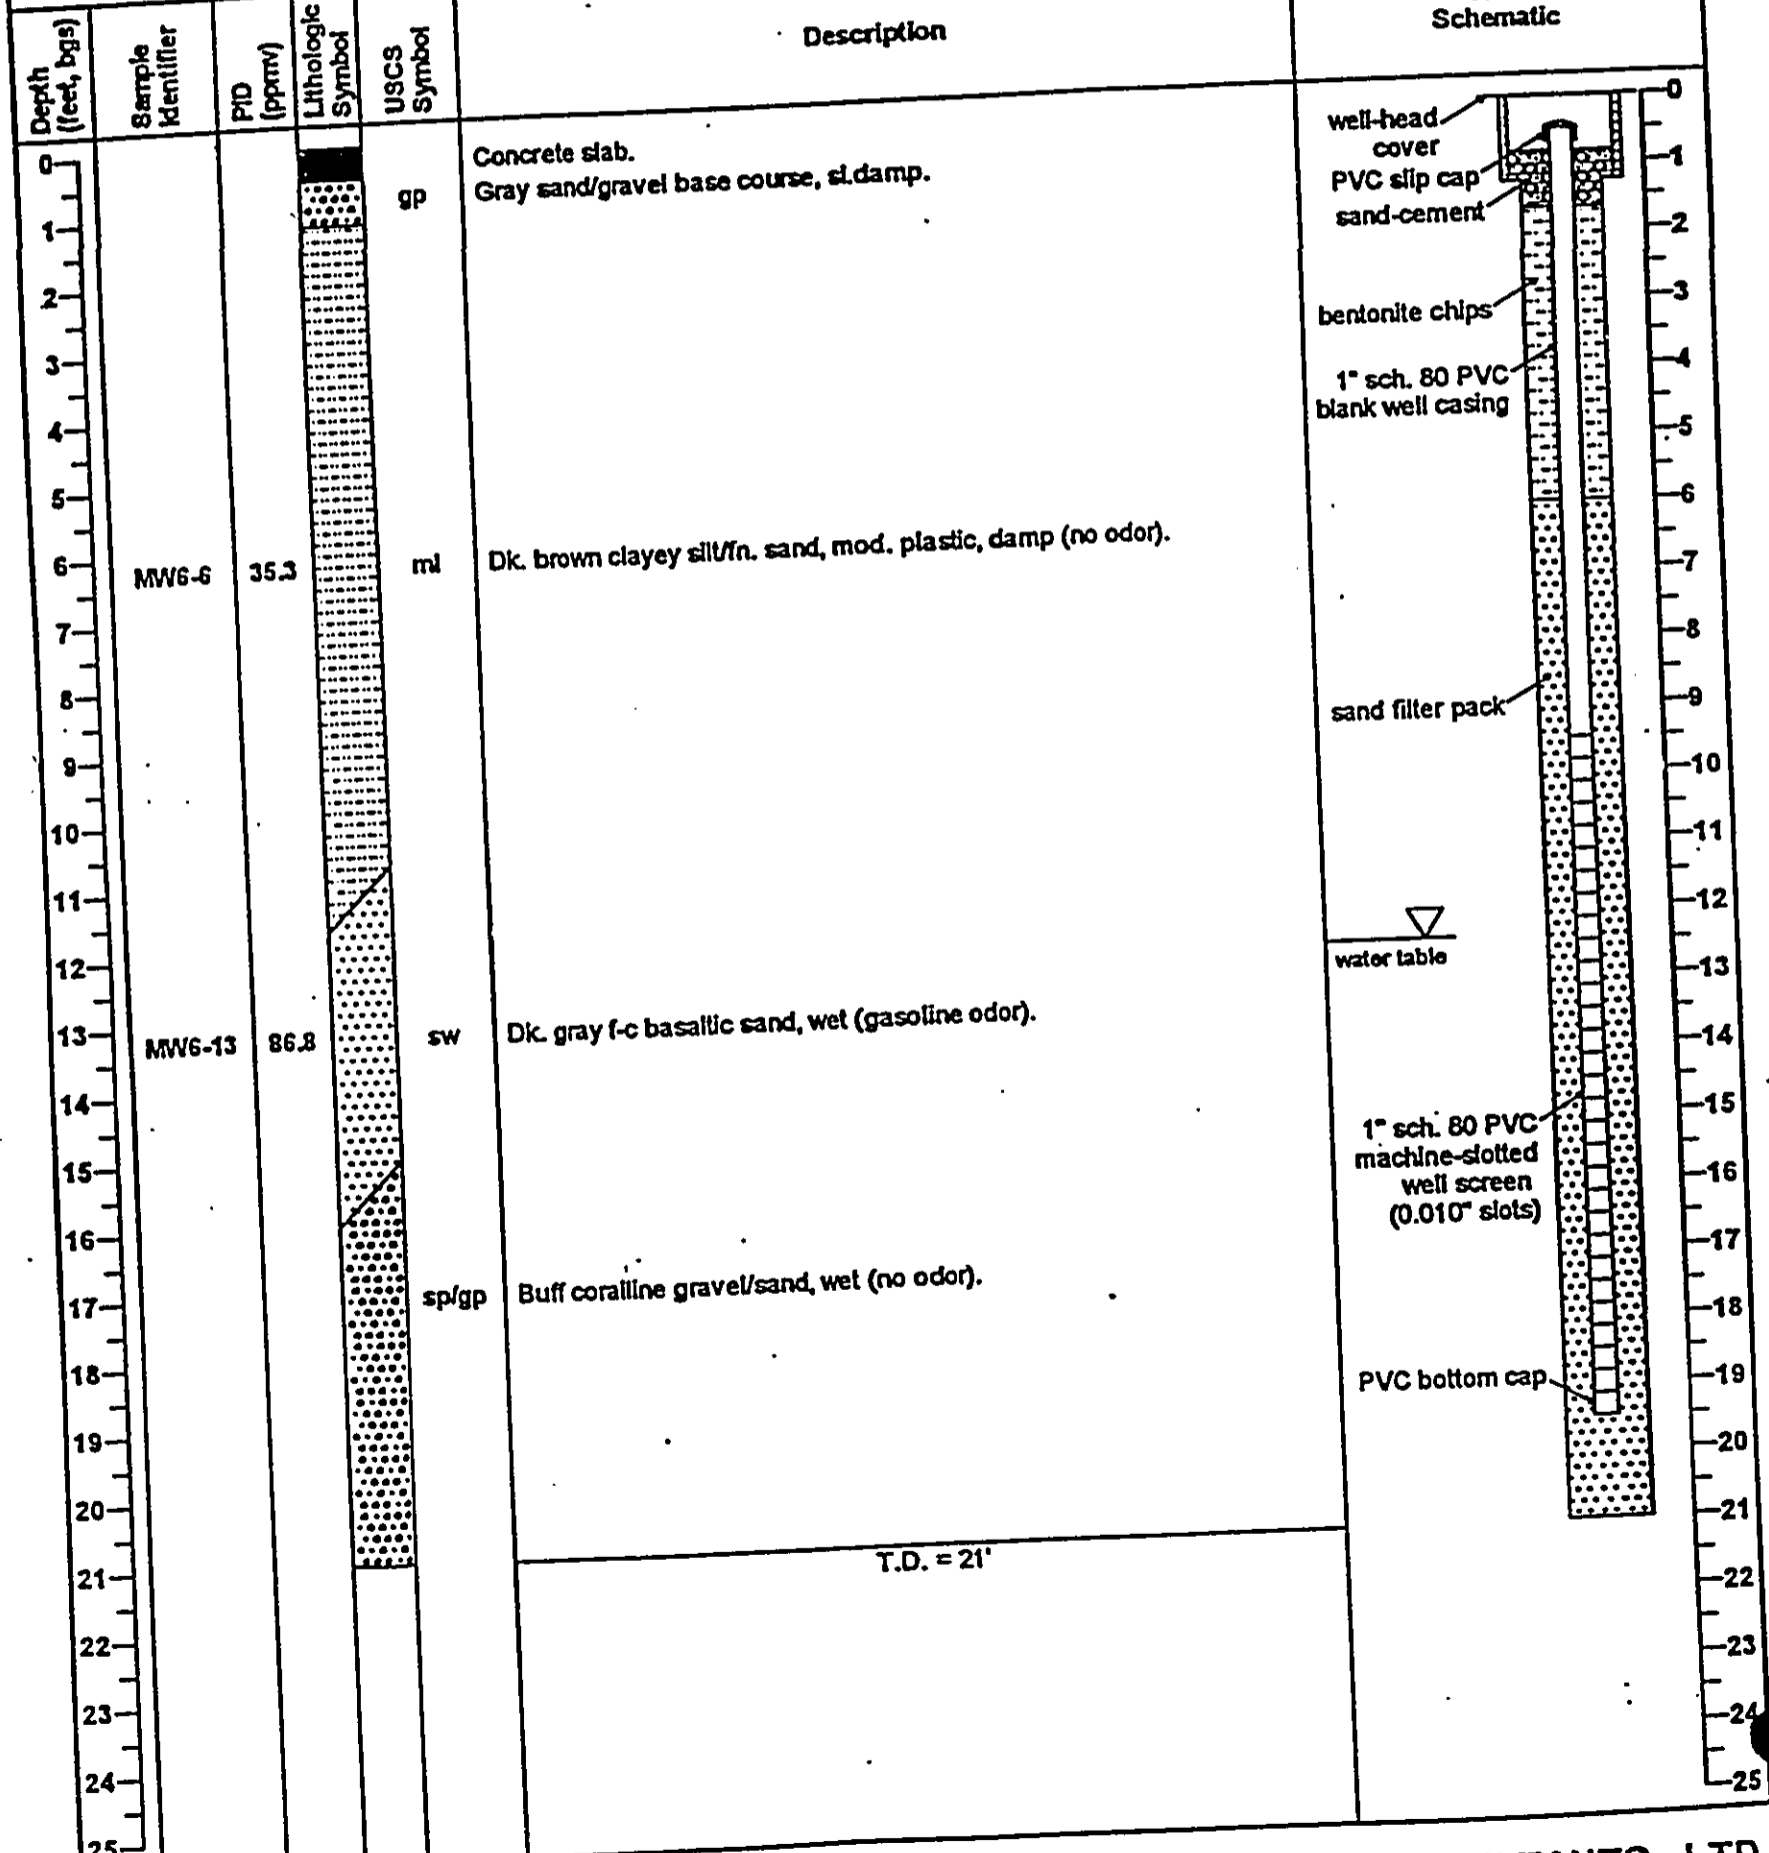 Depth
(feet, bgs)
Sample
Identifier
PID
(ppmv)
Lithologic
Symbol
USCS
Symbol
Description
Schematic
0
1
2
3
4
5
6
7
8
9
10
11
12
13
14
15
16
17
18
19
20
21
22
23
24
25
Concrete slab.
gp Gray sand/gravel base course, sl.damp.
MW6-6 35.3 ml Dk. brown clayey silt/fn. sand, mod. plastic, damp (no odor).
MW6-13 86.8 sw Dk. gray f-c basaltic sand, wet (gasoline odor).
sp/gp Buff coralline gravel/sand, wet (no odor).
T.D. = 21'
well-head
cover
PVC slip cap
sand-cement
bentonite chips
1" sch. 80 PVC
blank well casing
sand filter pack
water table
1" sch. 80 PVC
machine-slotted
well screen
(0.010" slots)
PVC bottom cap
0
1
2
3
4
5
6
7
8
9
10
11
12
13
14
15
16
17
18
19
20
21
22
23
24
25
LTD